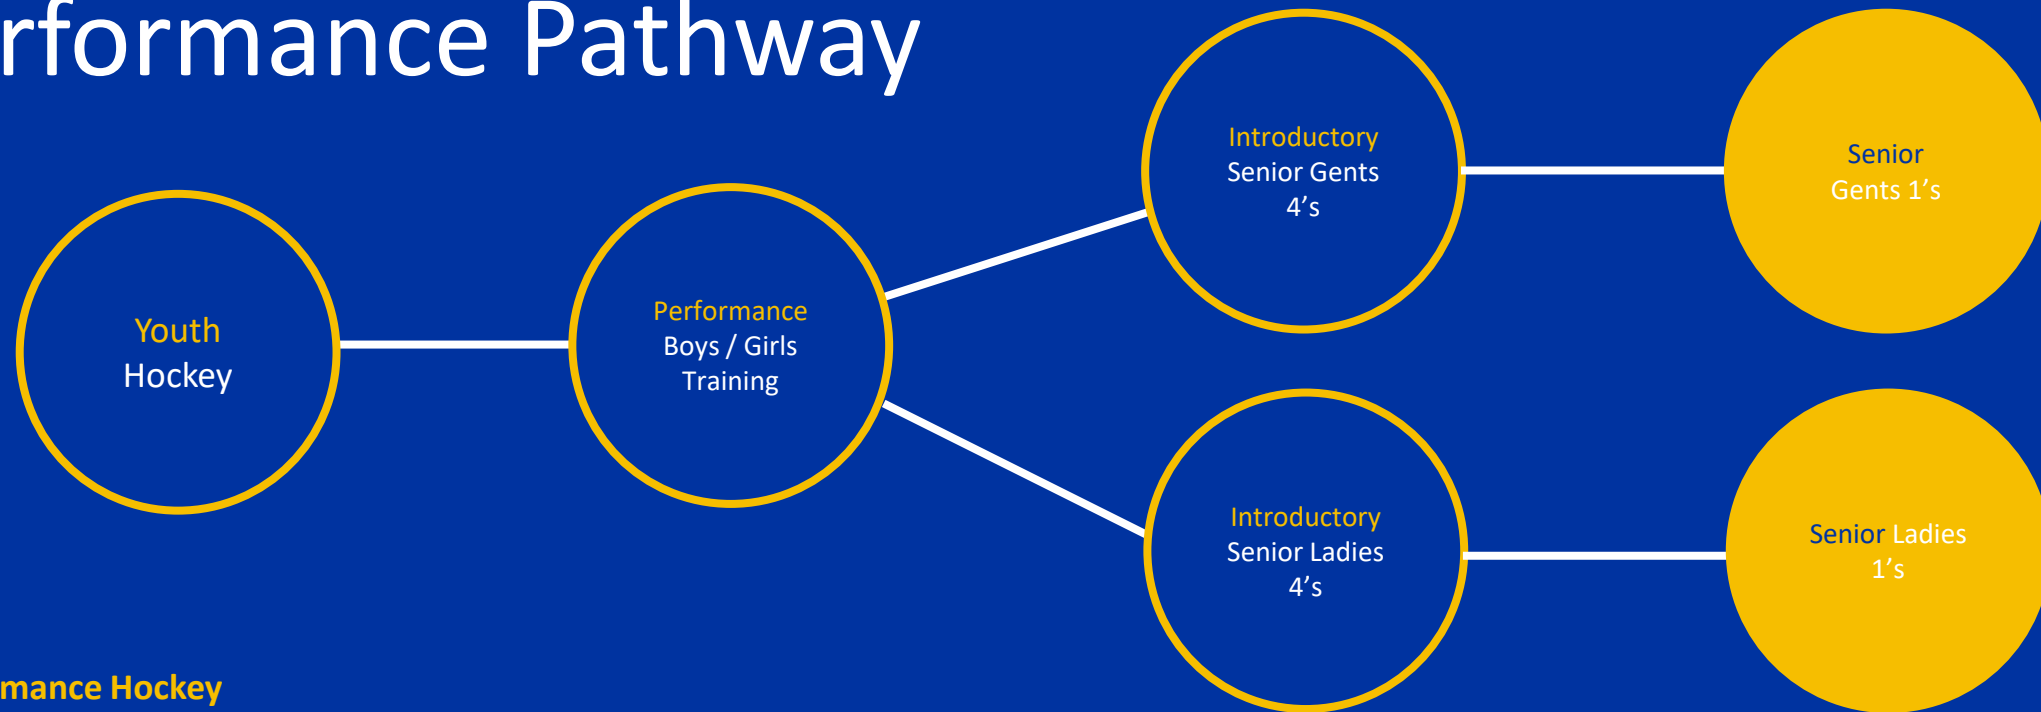 rformance Pathway
Youth
Hockey
Performance
Boys / Girls
Training
Introductory
Senior Gents
4’s
Senior
Gents 1’s
Introductory
Senior Ladies
4’s
Senior Ladies
1’s
mance Hockey